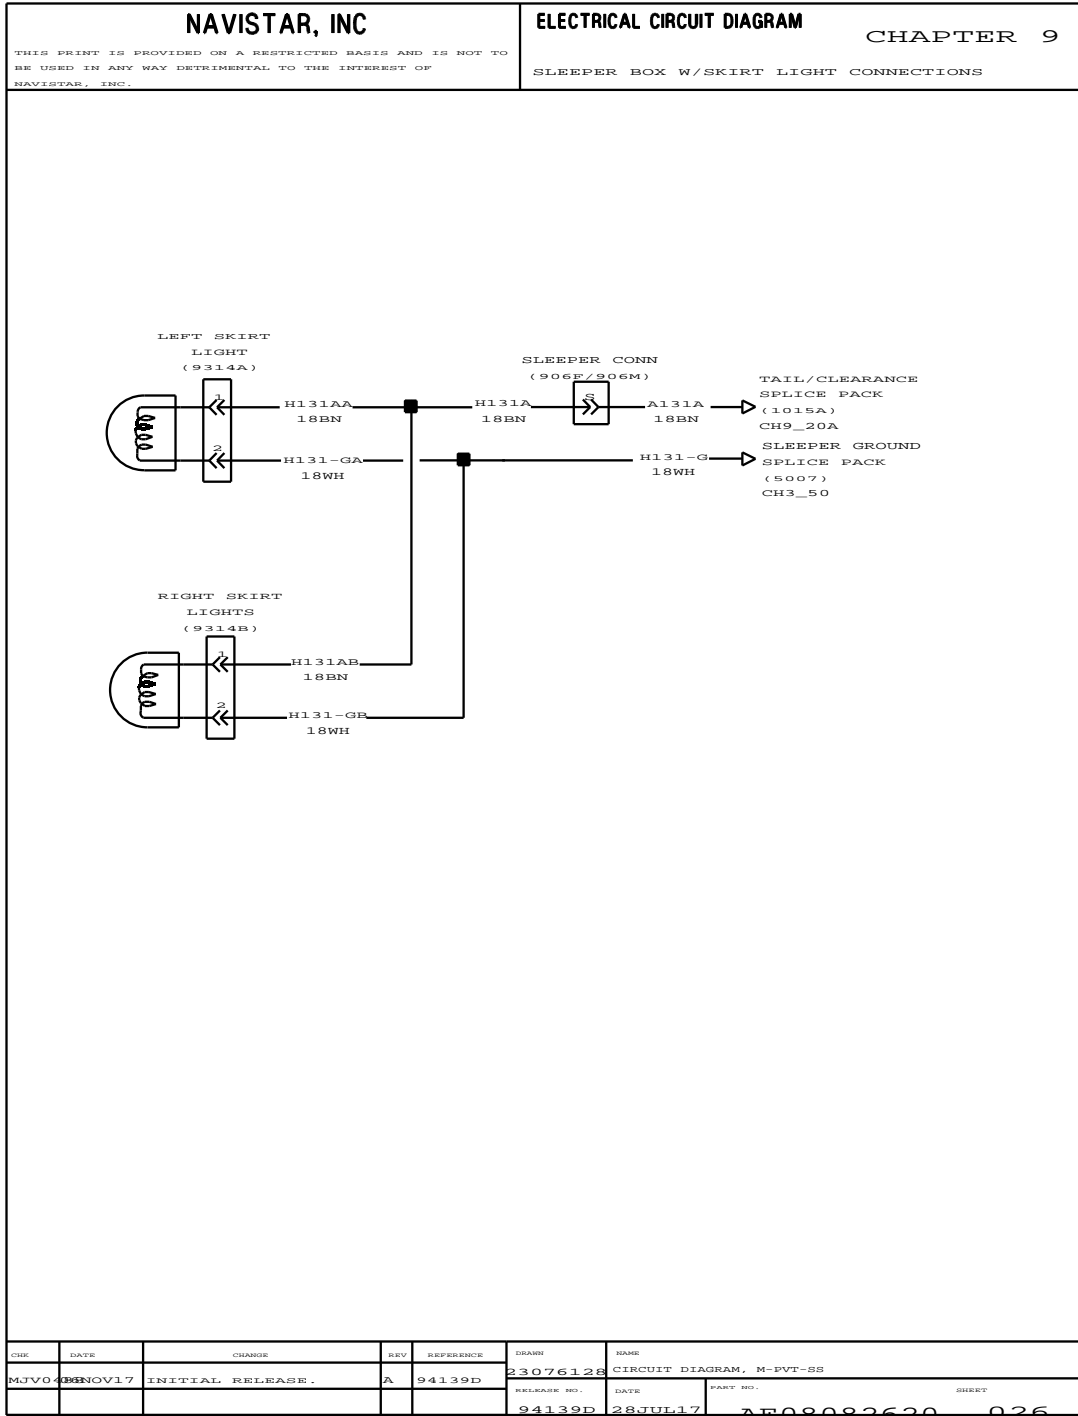 NAVISTAR, INC
THIS PRINT IS PROVIDED ON A RESTRICTED BASIS AND IS NOT TO
BE USED IN ANY WAY DETRIMENTAL TO THE INTEREST OF
NAVISTAR, INC.
ELECTRICAL CIRCUIT DIAGRAM
CHAPTER 9
SLEEPER BOX W/SKIRT LIGHT CONNECTIONS
LEFT SKIRT
LIGHT
(9314A)
1
2
H131AA
18BN
H131-GA
18WH
SLEEPER CONN
(906F/906M)
S
H131A
18BN
A131A
18BN
H131-G
18WH
TAIL/CLEARANCE
SPLICE PACK
(1015A)
CH9_20A
SLEEPER GROUND
SPLICE PACK
(5007)
CH3_50
RIGHT SKIRT
LIGHTS
(9314B)
1
2
H131AB
18BN
H131-GB
18WH
CHK DATE CHANGE REV REFERENCE
INITIAL RELEASE. A 94139D
DRAWN
23076128
NAME
CIRCUIT DIAGRAM, M-PVT-SS
RELEASE NO.
94139D
DATE
28JUL17
PART NO.
SHEET